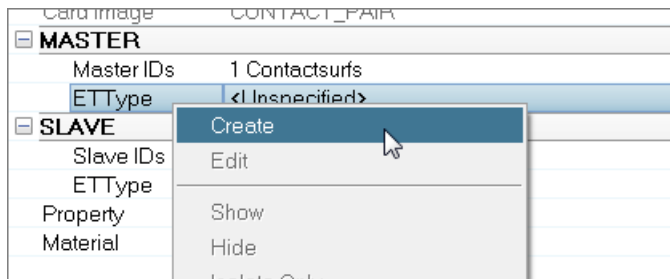 Card Image CONTACT_PAIR
MASTER
Master IDs 1 Contactsurfs
ETType <Unspecified>
Create
SLAVE
Slave IDs
Edit
ETType
Property Show
Material Hide